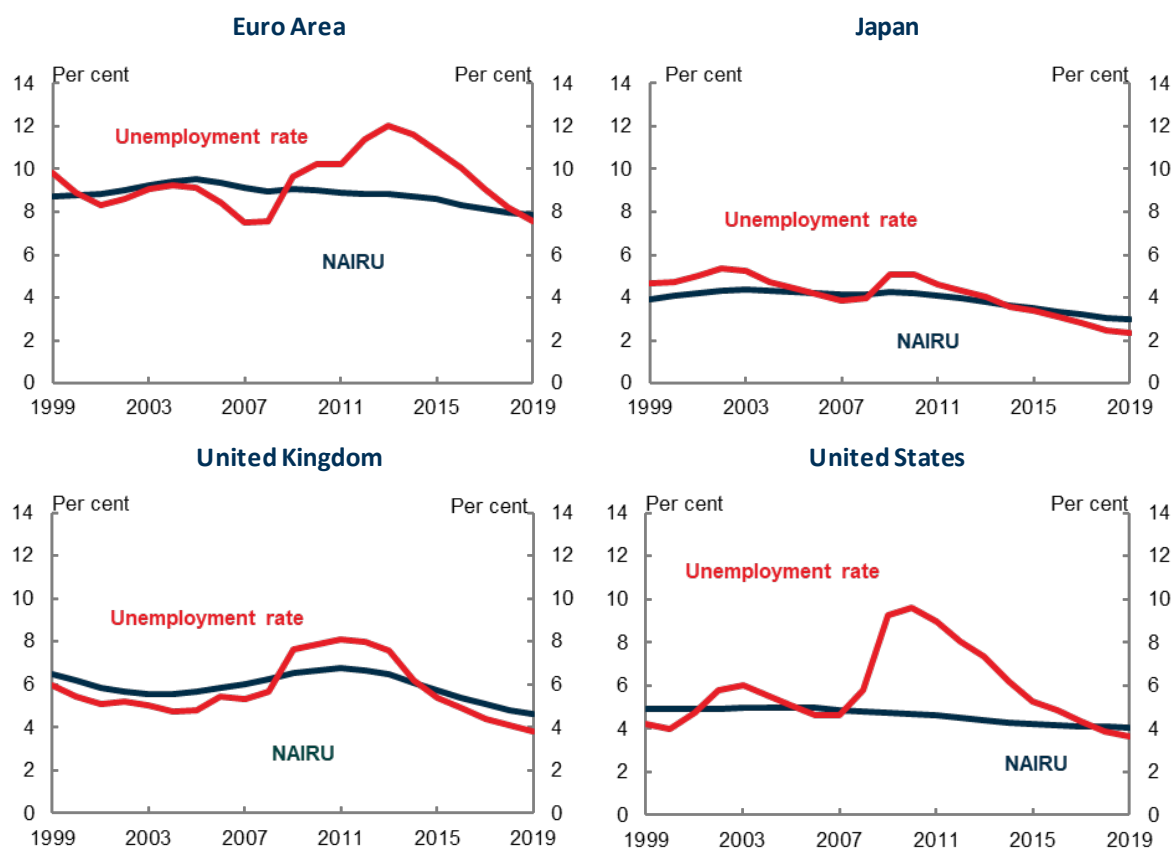 Euro Area
Per cent Per cent
14 14
12 Unemployment rate 12
10 10
8 8
6 NAIRU 6
4 4
2 2
0 0
1999 2003 2007 2011 2015 2019
Japan
Per cent Per cent
14 14
12 12
10 10
8 Unemployment rate 8
6 6
4 4
2 NAIRU 2
0 0
1999 2003 2007 2011 2015 2019
United Kingdom
Per cent Per cent
14 14
12 12
10 10
8 Unemployment rate 8
6 6
4 4
2 NAIRU 2
0 0
1999 2003 2007 2011 2015 2019
United States
Per cent Per cent
14 14
12 Unemployment rate 12
10 10
8 8
6 6
4 4
2 NAIRU 2
0 0
1999 2003 2007 2011 2015 2019